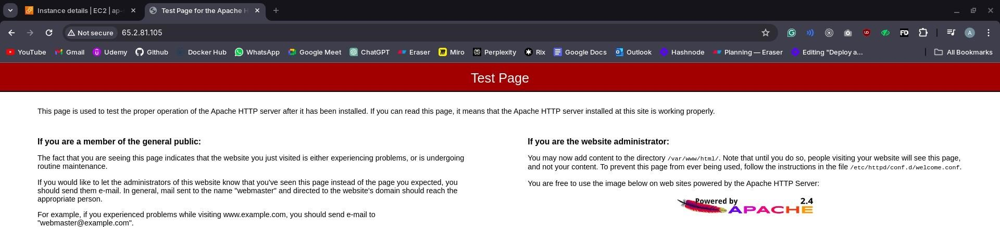 Instance details | EC2 | ap-s
Test Page for the Apache H
Not secure
65.2.81.105
YouTube
Gmail
Udemy
Github
Docker Hub
WhatsApp
Google Meet
ChatGPT
Eraser
Miro
Perplexity
Rix
Google Docs
Outlook
Hashnode
Planning — Eraser
Editing "Deploy a...
All Bookmarks
FD
A
Test Page
This page is used to test the proper operation of the Apache HTTP server after it has been installed. If you can read this page, it means that the Apache HTTP server installed at this site is working properly.
If you are a member of the general public:
The fact that you are seeing this page indicates that the website you just visited is either experiencing problems, or is undergoing
routine maintenance.
If you would like to let the administrators of this website know that you've seen this page instead of the page you expected, you
should send them e-mail. In general, mail sent to the name "webmaster" and directed to the website's domain should reach the
appropriate person.
For example, if you experienced problems while visiting www.example.com, you should send e-mail to
"webmaster@example.com".
If you are the website administrator:
You may now add content to the directory /var/www/html/. Note that until you do so, people visiting your website will see this page,
and not your content. To prevent this page from ever being used, follow the instructions in the file /etc/httpd/conf.d/welcome.conf.
You are free to use the image below on web sites powered by the Apache HTTP Server:
Powered by
2.4
APACHE